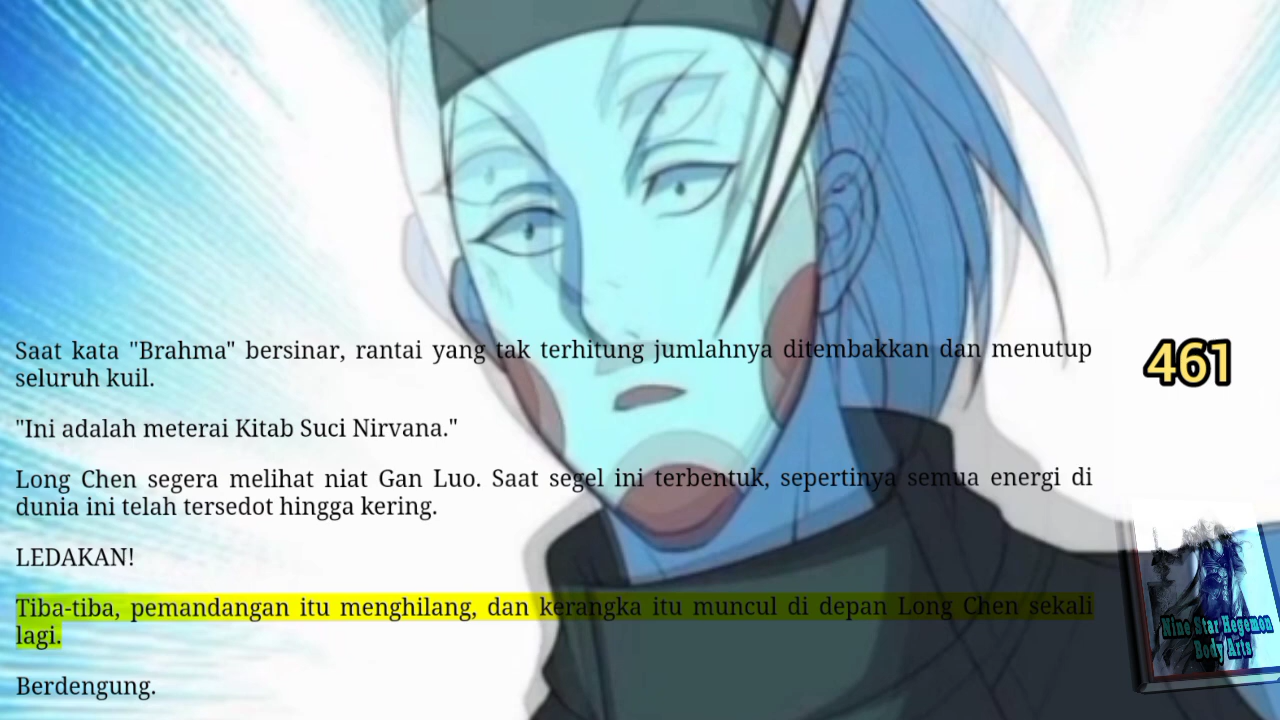 Saat kata "Brahma" bersinar, rantai yang tak terhitung jumlahnya ditembakkan dan menutup
seluruh kuil.
"Ini adalah meterai Kitab Suci Nirvana."
Long Chen segera melihat niat Gan Luo. Saat segel ini terbentuk, sepertinya semua energi di
dunia ini telah tersedot hingga kering.
LEDAKAN!
Tiba-tiba, pemandangan itu menghilang, dan kerangka itu muncul di depan Long Chen sekali
lagi.
Berdengung.
461
Nine Star Hegemon
Body Arts